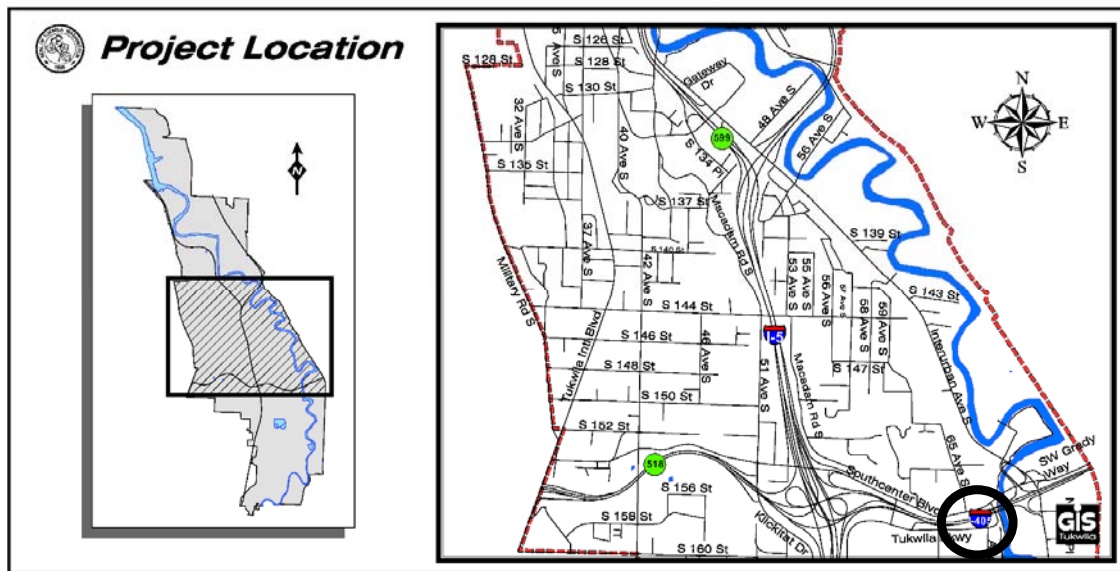 Project Location
N
S 126 St
S 128 St
S 128 St
S 130 St
Gateway Dr
48 Ave S
56 Ave S
32 Ave S
40 Ave S
599
S 134 Pl
S 135 St
S 137 St
Macadam Rd S
N
W
E
S
37 Ave S
42 Ave S
S 140 St
S 139 St
Military Rd S
53 Ave S
55 Ave S
56 Ave S
57 Ave S
58 Ave S
59 Ave S
S 143 St
S 144 St
Tukwila Intl Blvd
S 146 St
46 Ave S
I-5
Interurban Ave S
S 147 St
S 148 St
51 Ave S
Macadam Rd S
S 150 St
S 152 St
65 Ave S
SW Grady Way
518
Southcenter Blvd
S 156 St
S 158 St
Klickitat Dr
Tukwila Pkwy
S 160 St
GIS
Tukwila